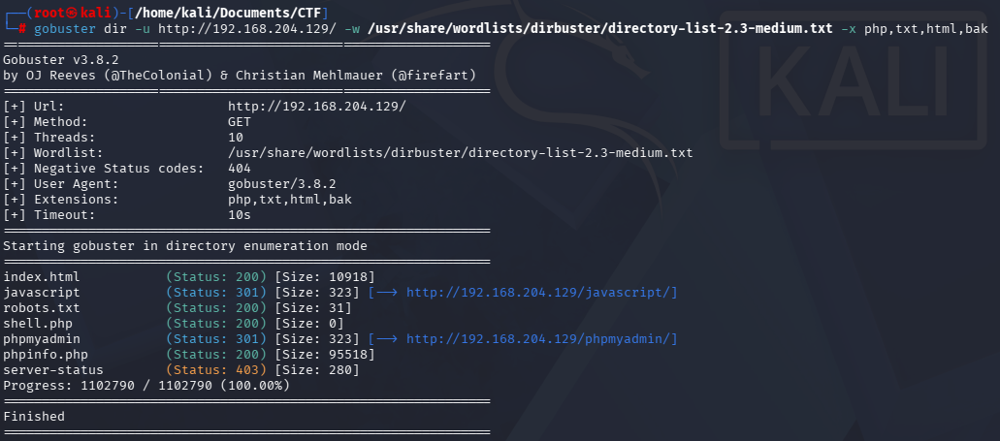 ┌──(root㉿kali)-[/home/kali/Documents/CTF]
└─# gobuster dir -u http://192.168.204.129/ -w /usr/share/wordlists/dirbuster/directory-list-2.3-medium.txt -x php,txt,html,bak
===============================================================
Gobuster v3.8.2
by OJ Reeves (@TheColonial) & Christian Mehlmauer (@firefart)
===============================================================
[+] Url:                     http://192.168.204.129/
[+] Method:                  GET
[+] Threads:                 10
[+] Wordlist:                /usr/share/wordlists/dirbuster/directory-list-2.3-medium.txt
[+] Negative Status codes:   404
[+] User Agent:              gobuster/3.8.2
[+] Extensions:              php,txt,html,bak
[+] Timeout:                 10s
===============================================================
Starting gobuster in directory enumeration mode
===============================================================
index.html           (Status: 200) [Size: 10918]
javascript           (Status: 301) [Size: 323] [--> http://192.168.204.129/javascript/]
robots.txt           (Status: 200) [Size: 31]
shell.php            (Status: 200) [Size: 0]
phpmyadmin           (Status: 301) [Size: 323] [--> http://192.168.204.129/phpmyadmin/]
phpinfo.php          (Status: 200) [Size: 95518]
server-status        (Status: 403) [Size: 280]
Progress: 1102790 / 1102790 (100.00%)
===============================================================
Finished
===============================================================
KALI